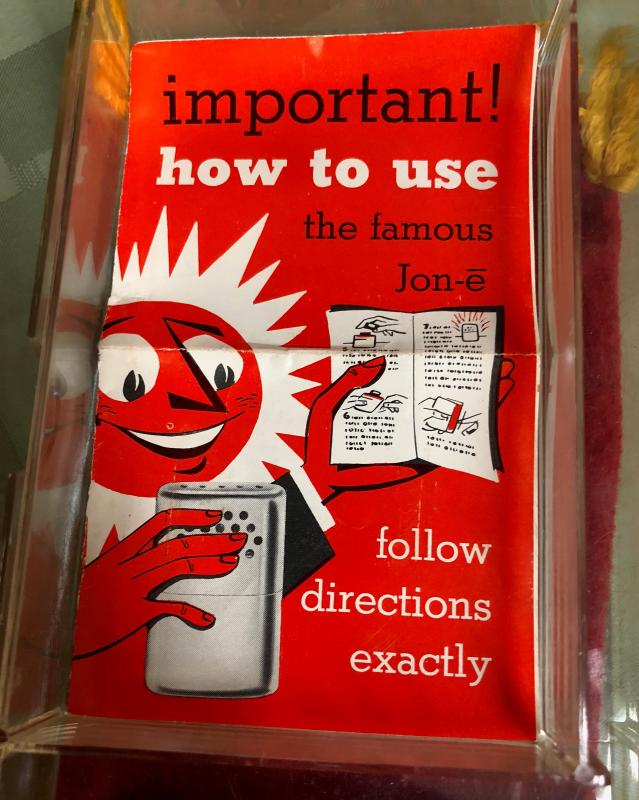 important!
how to use
the famous
Jon-ē
follow
directions
exactly